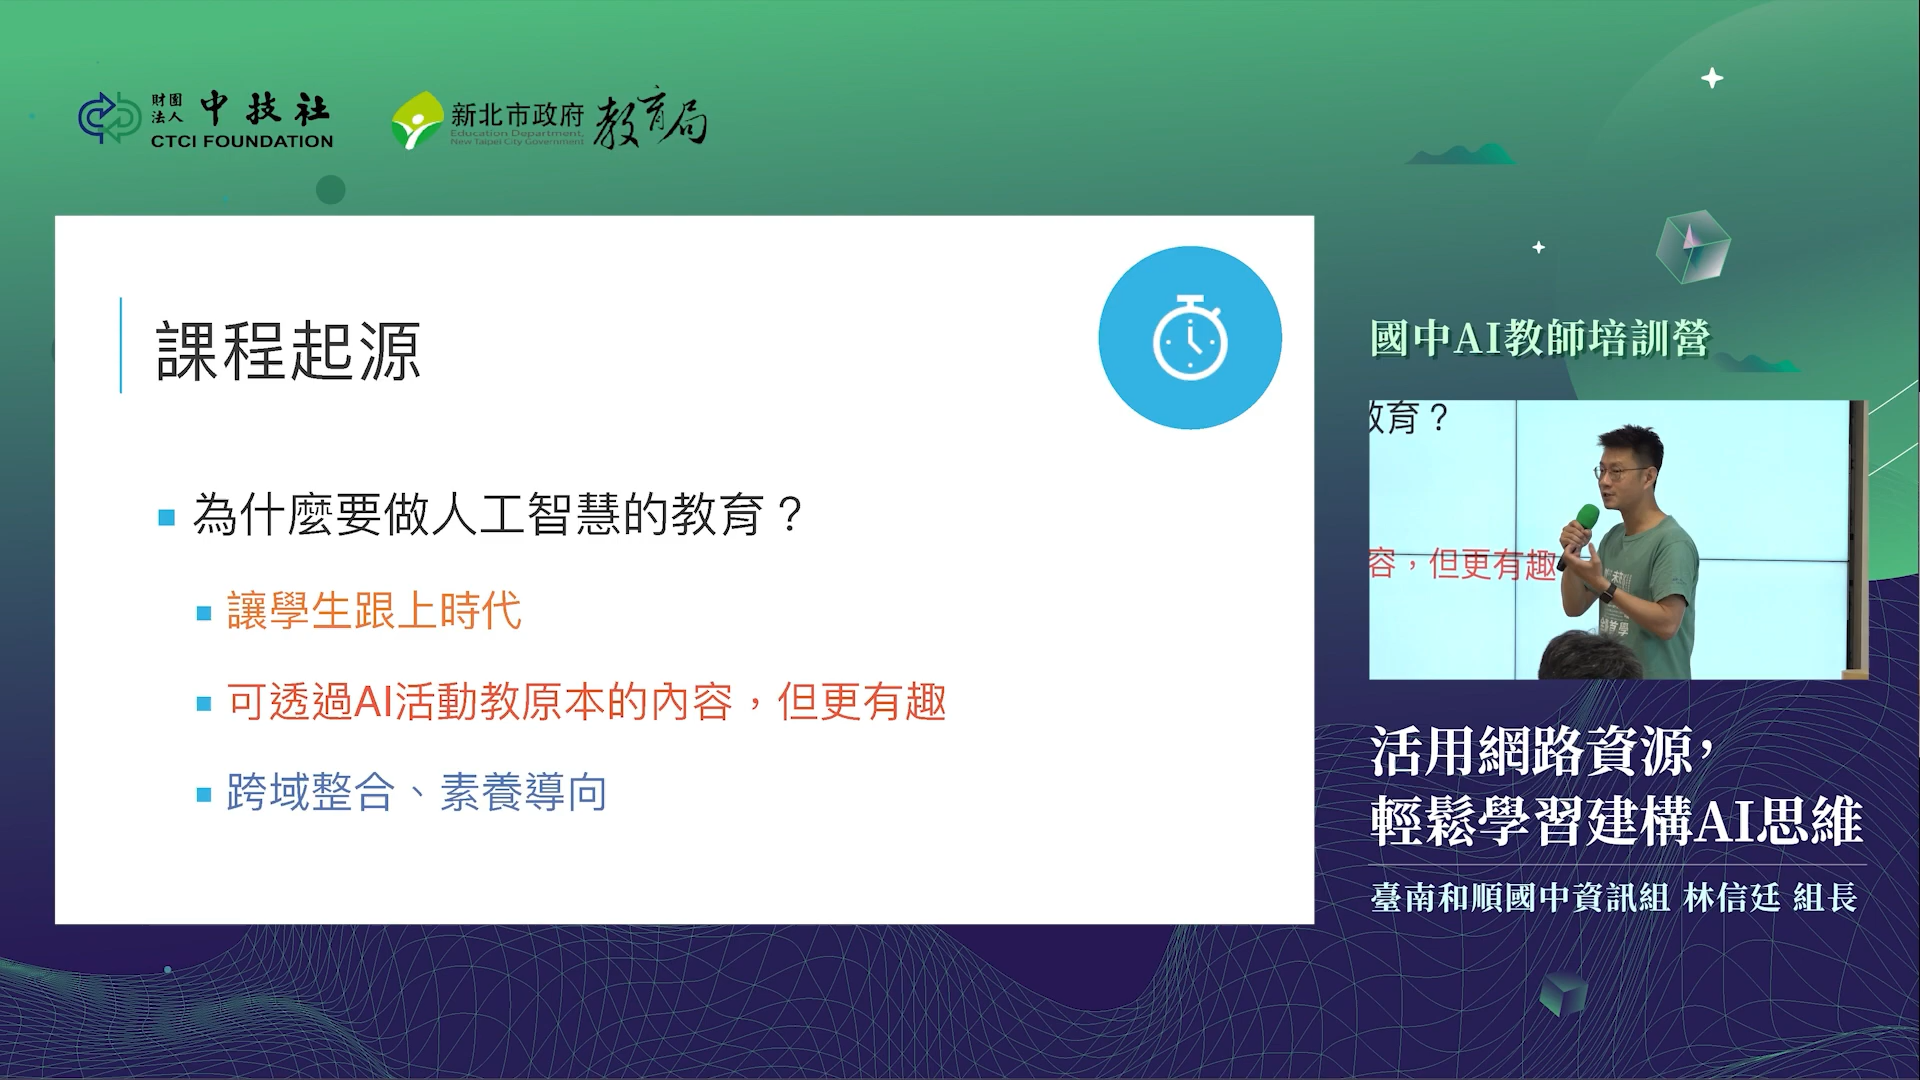 財團法人 中技社
CTCI FOUNDATION
新北市政府 教育局
Education Department,
New Taipei City Government
課程起源
為什麼要做人工智慧的教育？
讓學生跟上時代
可透過AI活動教原本的內容，但更有趣
跨域整合、素養導向
國中AI教師培訓營
教育？
容，但更有趣
活用網路資源，
輕鬆學習建構AI思維
臺南和順國中資訊組 林信廷 組長